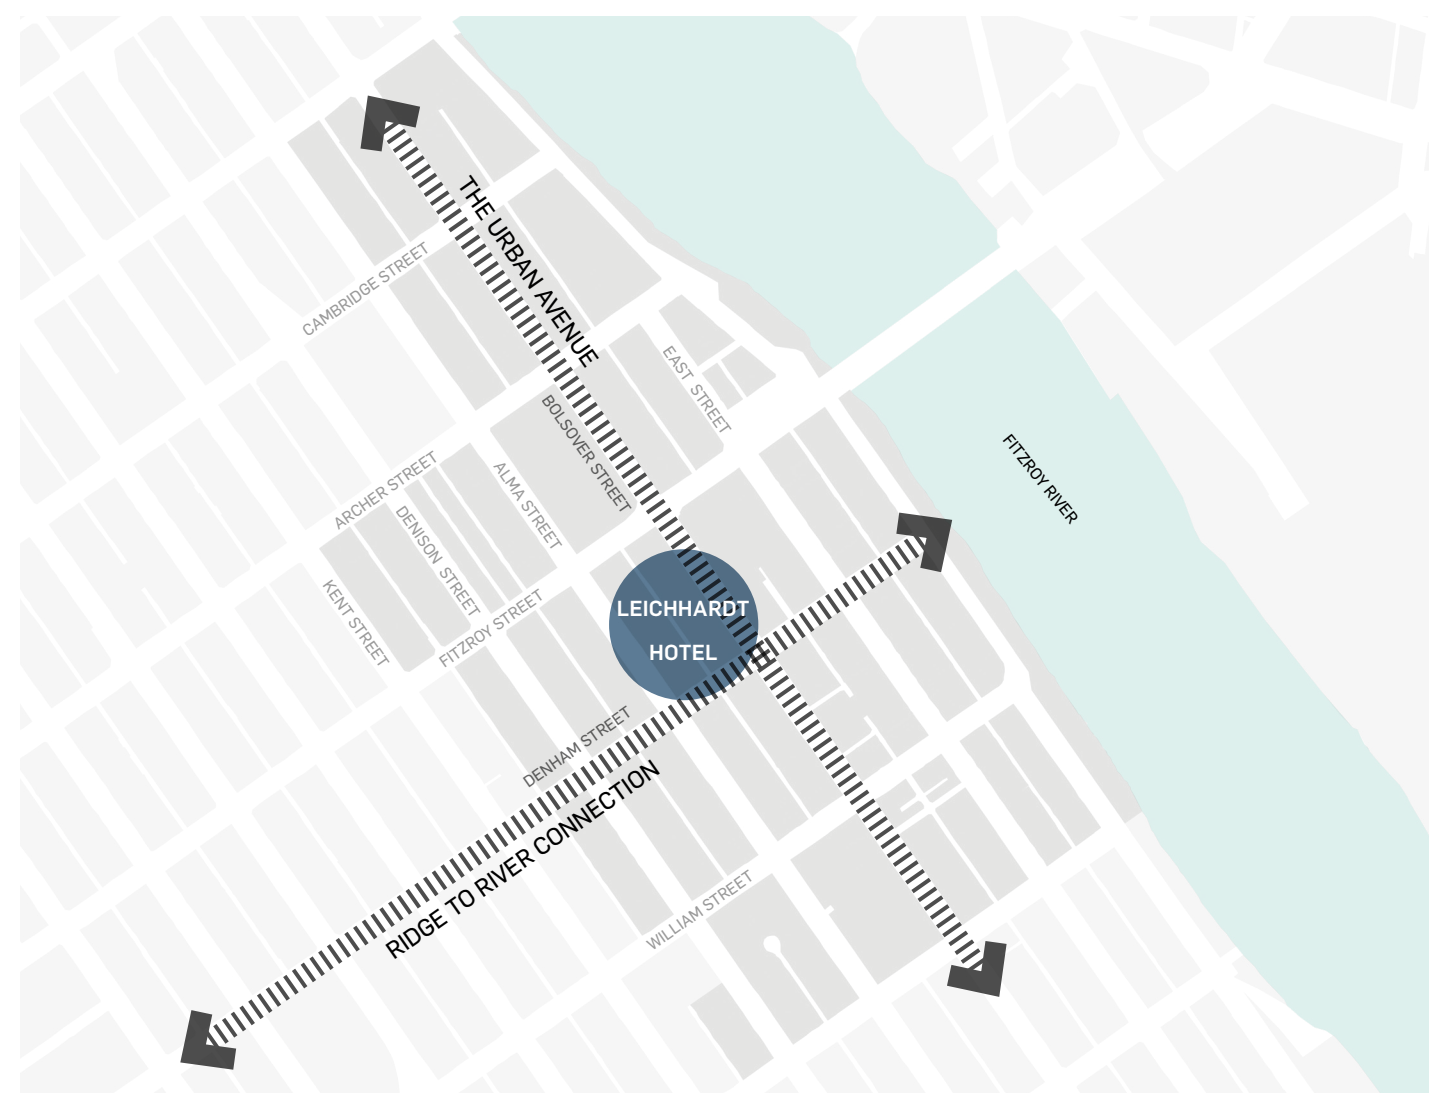 THE URBAN AVENUE
CAMBRIDGE STREET
EAST STREET
BOLSOVER STREET
ARCHER STREET
ALMA STREET
DENISON STREET
FITZROY RIVER
KENT STREET
FITZROY STREET
LEICHHARDT
HOTEL
DENHAM STREET
RIDGE TO RIVER CONNECTION
WILLIAM STREET